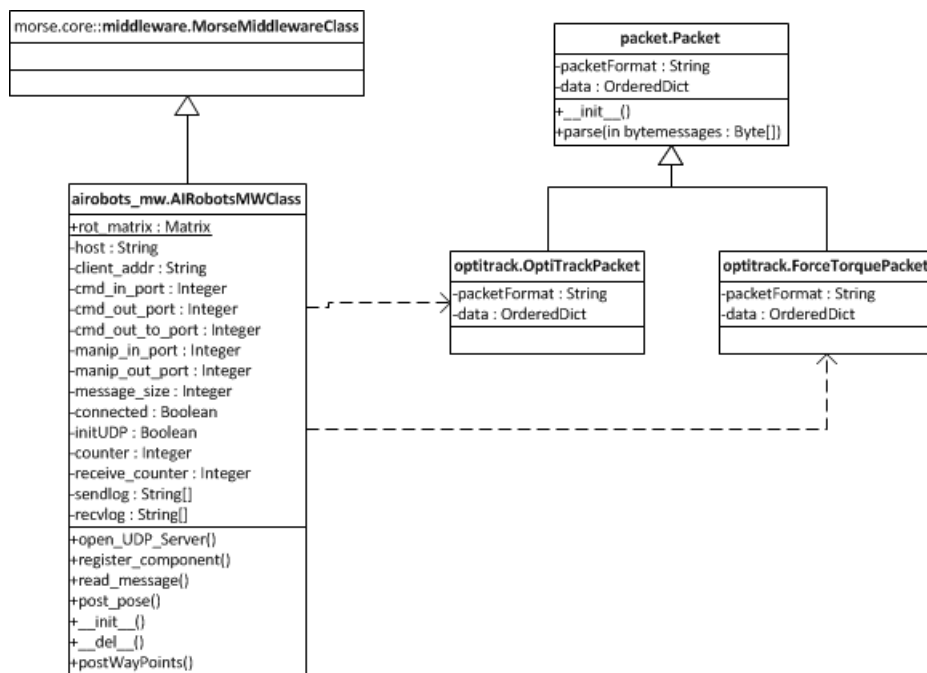 morse.core::middleware.MorseMiddlewareClass
packet.Packet
-packetFormat : String
-data : OrderedDict
+__init__()
+parse(in bytemessages : Byte[])
airobots_mw.AIRobotsMWClass
+rot_matrix : Matrix
-host : String
-client_addr : String
-cmd_in_port : Integer
-cmd_out_port : Integer
-cmd_out_to_port : Integer
-manip_in_port : Integer
-manip_out_port : Integer
-message_size : Integer
-connected : Boolean
-initUDP : Boolean
-counter : Integer
-receive_counter : Integer
-sendlog : String[]
-recvlog : String[]
+open_UDP_Server()
+register_component()
+read_message()
+post_pose()
+__init__()
+__del__()
+postWayPoints()
optitrack.OptiTrackPacket
-packetFormat : String
-data : OrderedDict
optitrack.ForceTorquePacket
-packetFormat : String
-data : OrderedDict